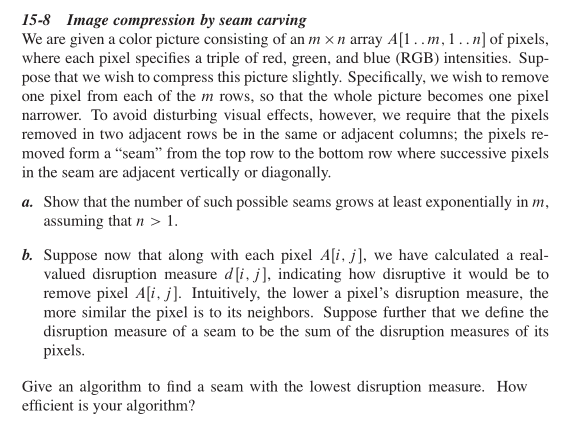 15-8 Image compression by seam carving
We are given a color picture consisting of an m × n array A[1 . . m, 1 . . n] of pixels,
where each pixel specifies a triple of red, green, and blue (RGB) intensities. Sup-
pose that we wish to compress this picture slightly. Specifically, we wish to remove
one pixel from each of the m rows, so that the whole picture becomes one pixel
narrower. To avoid disturbing visual effects, however, we require that the pixels
removed in two adjacent rows be in the same or adjacent columns; the pixels re-
moved form a “seam” from the top row to the bottom row where successive pixels
in the seam are adjacent vertically or diagonally.
a. Show that the number of such possible seams grows at least exponentially in m,
assuming that n > 1.
b. Suppose now that along with each pixel A[i, j], we have calculated a real-
valued disruption measure d[i, j], indicating how disruptive it would be to
remove pixel A[i, j]. Intuitively, the lower a pixel’s disruption measure, the
more similar the pixel is to its neighbors. Suppose further that we define the
disruption measure of a seam to be the sum of the disruption measures of its
pixels.
Give an algorithm to find a seam with the lowest disruption measure. How
efficient is your algorithm?